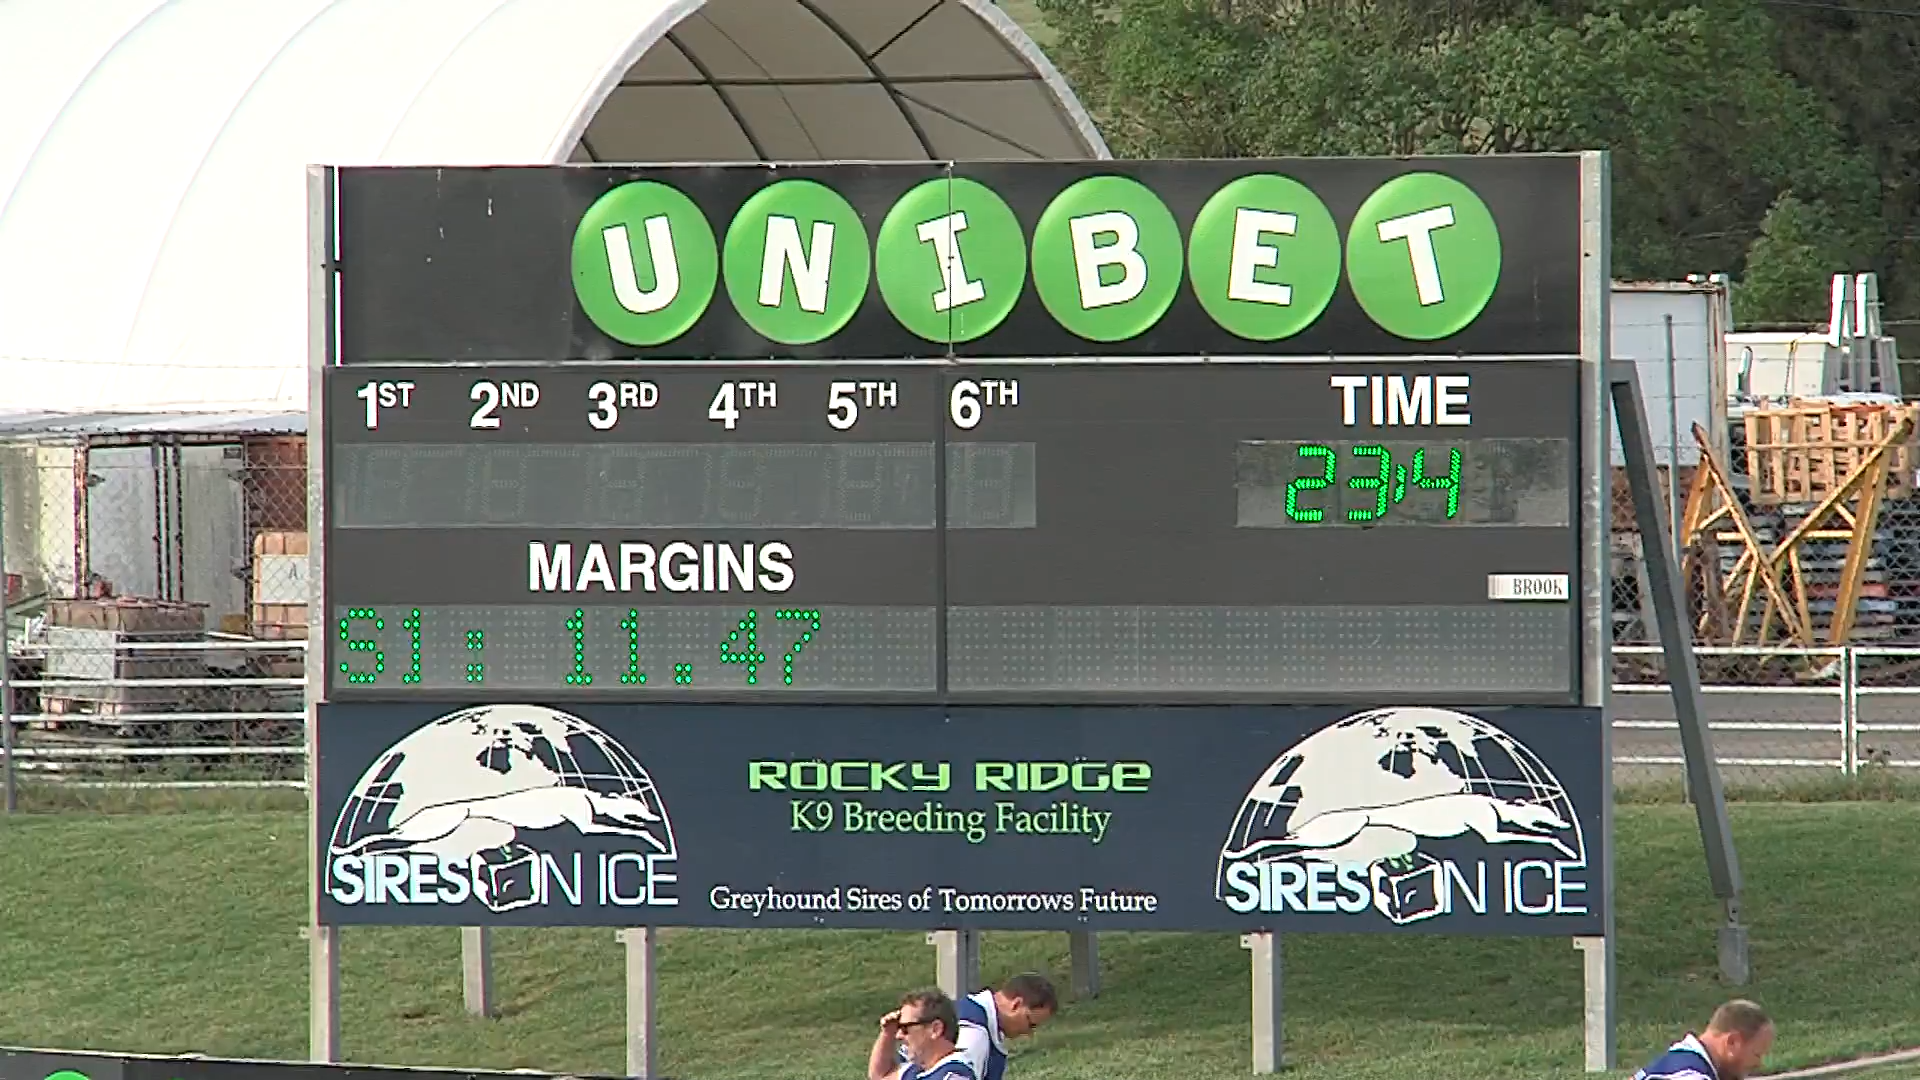 UNIBET
1ST 2ND 3RD 4TH 5TH 6TH TIME
23:4
MARGINS
BROOK
S1: 11.47
ROCKY RIDGE
K9 Breeding Facility
SIRES ON ICE
Greyhound Sires of Tomorrows Future
SIRES ON ICE
A